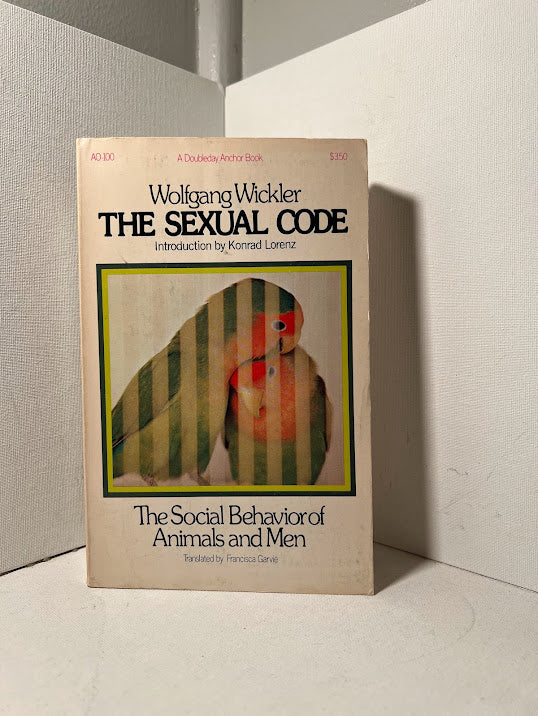 AO-100 A Doubleday Anchor Book $3.50
Wolfgang Wickler
THE SEXUAL CODE
Introduction by Konrad Lorenz
The Social Behavior of
Animals and Men
Translated by Francisca Garvie